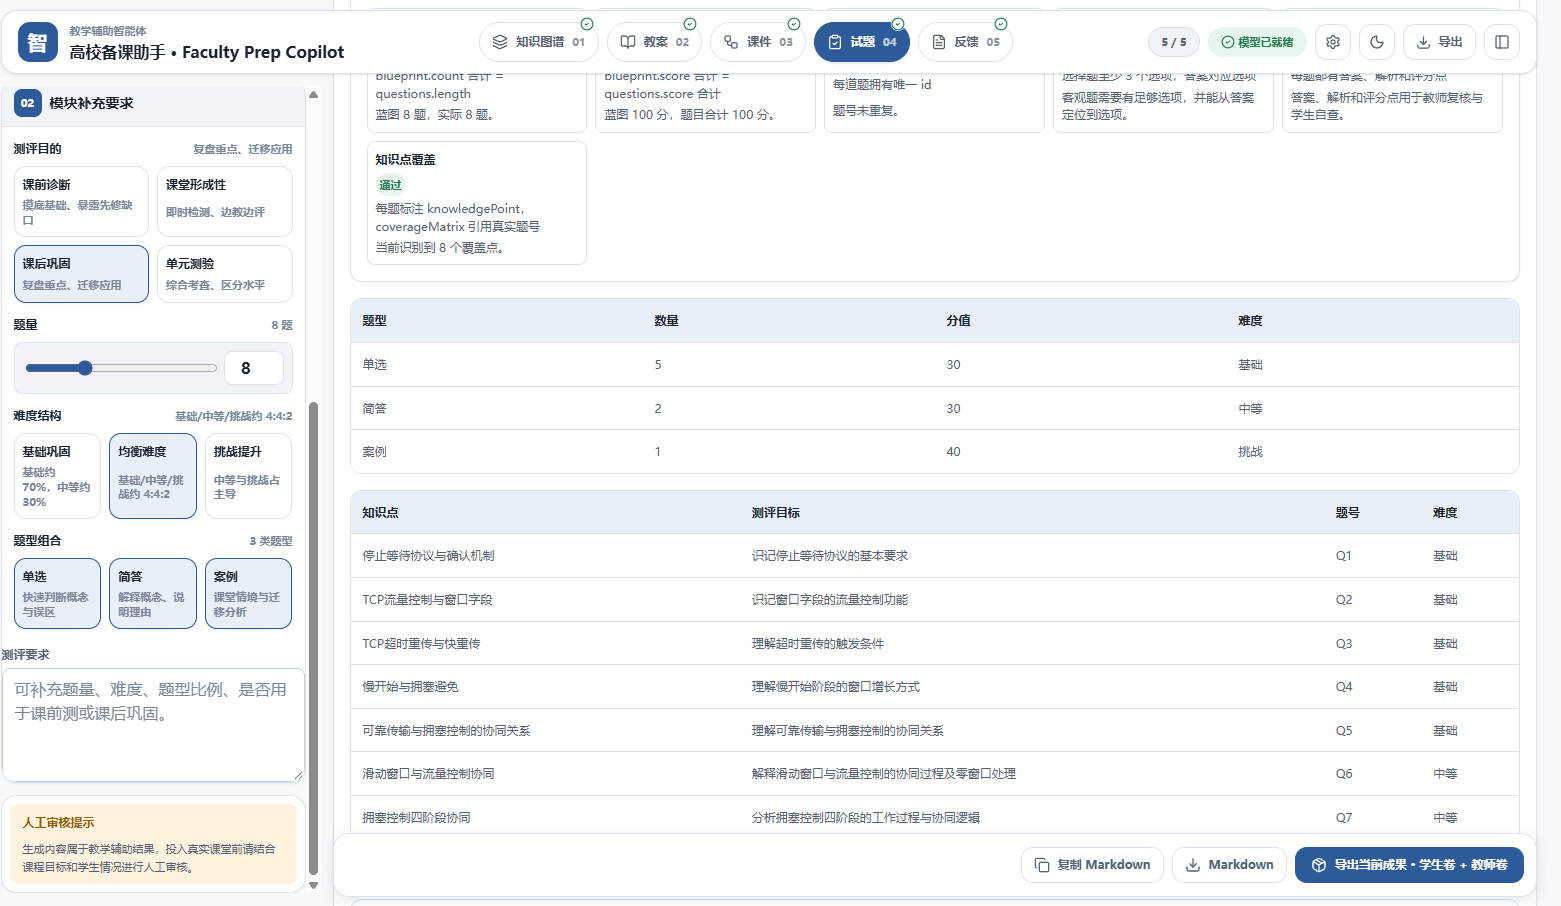 智
教学辅助智能体
高校备课助手 • Faculty Prep Copilot
知识图谱 01
教案 02
课件 03
试题 04
反馈 05
5 / 5
模型已就绪
导出
02 模块补充要求
测评目的 复盘重点、迁移应用
课前诊断
摸底基础、暴露先修缺
口
课堂形成性
即时检测、边教边评
课后巩固
复盘重点、迁移应用
单元测验
综合考查、区分水平
题量 8 题
8
难度结构 基础/中等/挑战约 4:4:2
基础巩固
基础约
70%，中等约
30%
均衡难度
基础/中等/挑
战约 4:4:2
挑战提升
中等与挑战占
主导
题型组合 3 类题型
单选
快速判断概念
与误区
简答
解释概念、说
明理由
案例
课堂情境与迁
移分析
测评要求
可补充题量、难度、题型比例、是否用
于课前测或课后巩固。
人工审核提示
生成内容属于教学辅助结果，投入真实课堂前请结合
课程目标和学生情况进行人工审核。
blueprint.count 合计 =
questions.length
蓝图 8 题，实际 8 题。
blueprint.score 合计 =
questions.score 合计
蓝图 100 分，题目合计 100 分。
每道题拥有唯一 id
题号未重复。
选择题至少 3 个选项，答案对应选项
客观题需要有足够选项，并能从答案
定位到选项。
每题都有答案、解析和评分点
答案、解析和评分点用于教师复核与
学生自查。
知识点覆盖
通过
每题标注 knowledgePoint，
coverageMatrix 引用真实题号
当前识别到 8 个覆盖点。
题型 数量 分值 难度
单选 5 30 基础
简答 2 30 中等
案例 1 40 挑战
知识点 测评目标 题号 难度
停止等待协议与确认机制 识记停止等待协议的基本要求 Q1 基础
TCP流量控制与窗口字段 识记窗口字段的流量控制功能 Q2 基础
TCP超时重传与快重传 理解超时重传的触发条件 Q3 基础
慢开始与拥塞避免 理解慢开始阶段的窗口增长方式 Q4 基础
可靠传输与拥塞控制的协同关系 理解可靠传输与拥塞控制的协同关系 Q5 基础
滑动窗口与流量控制协同 解释滑动窗口与流量控制的协同过程及零窗口处理 Q6 中等
拥塞控制四阶段协同 分析拥塞控制四阶段的工作过程与协同逻辑 Q7 中等
复制 Markdown
Markdown
导出当前成果 • 学生卷 + 教师卷